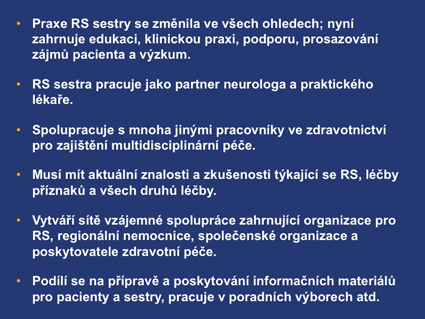 • Praxe RS sestry se změnila ve všech ohledech; nyní
zahrnuje edukaci, klinickou praxi, podporu, prosazování
zájmů pacienta a výzkum.
• RS sestra pracuje jako partner neurologa a praktického
lékaře.
• Spolupracuje s mnoha jinými pracovníky ve zdravotnictví
pro zajištění multidisciplinární péče.
• Musí mít aktuální znalosti a zkušenosti týkající se RS, léčby
příznaků a všech druhů léčby.
• Vytváří sítě vzájemné spolupráce zahrnující organizace pro
RS, regionální nemocnice, společenské organizace a
poskytovatele zdravotní péče.
• Podílí se na přípravě a poskytování informačních materiálů
pro pacienty a sestry, pracuje v poradních výborech atd.